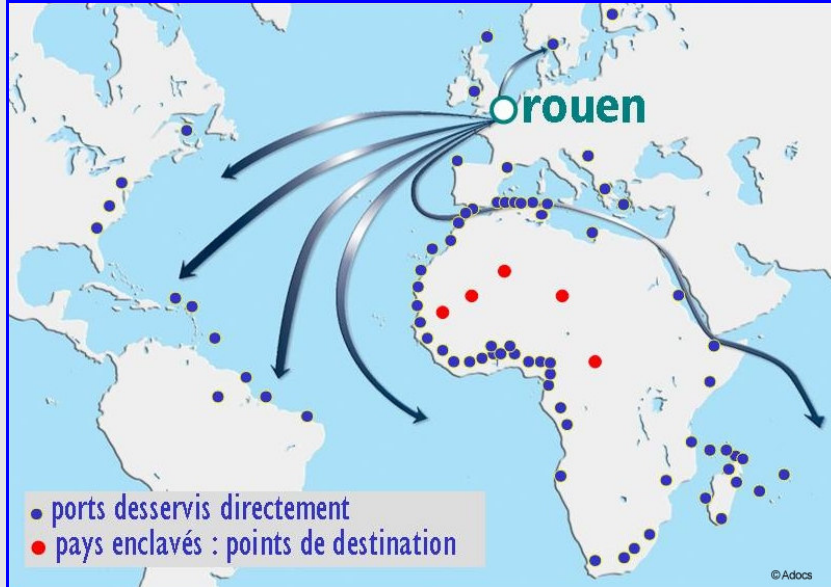 rouen
ports desservis directement
pays enclavés : points de destination
© Adocs